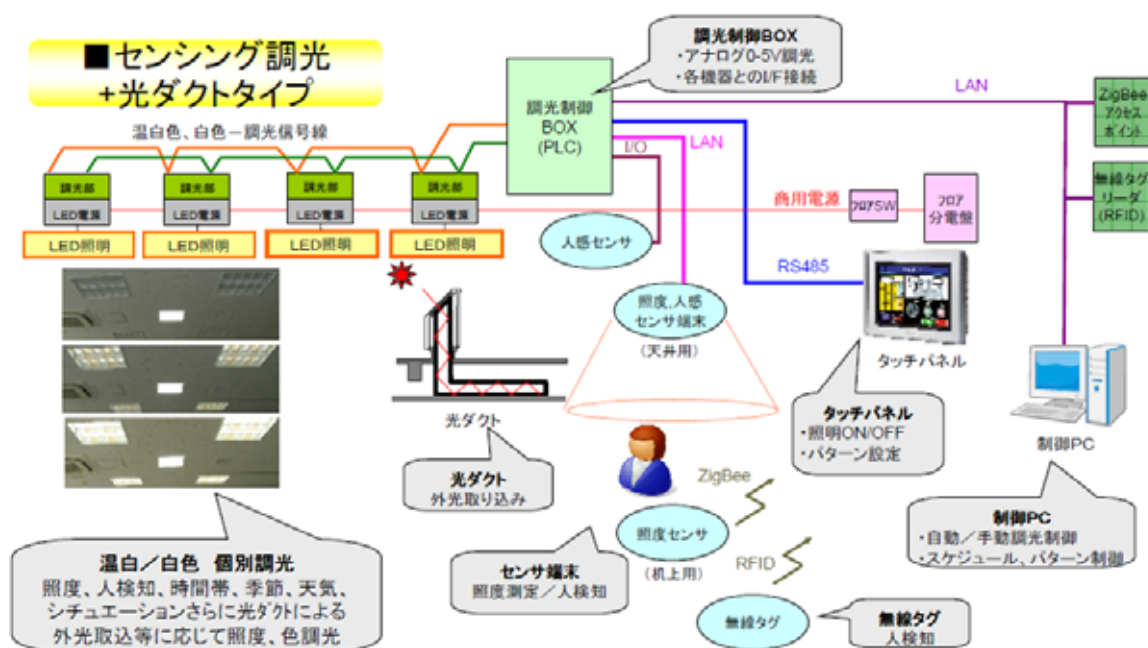 ■センシング調光
+光ダクトタイプ
温白色、白色－調光信号線
調光部
調光部
調光部
調光部
LED電源
LED電源
LED電源
LED電源
LED照明
LED照明
LED照明
LED照明
調光制御BOX
・アナログ0-5V調光
・各機器とのI/F接続
調光制御
BOX
(PLC)
I/O
LAN
LAN
ZigBee
アクセス
ポイント
無線タグ
リーダ
(RFID)
商用電源
フロアSW
フロア
分電盤
人感センサ
RS485
照度,人感
センサ端末
(天井用)
タッチパネル
タッチパネル
・照明ON/OFF
・パターン設定
制御PC
制御PC
・自動／手動調光制御
・スケジュール、パターン制御
光ダクト
光ダクト
外光取り込み
ZigBee
照度センサ
(机上用)
RFID
センサ端末
照度測定／人検知
無線タグ
無線タグ
人検知
温白／白色 個別調光
照度、人検知、時間帯、季節、天気、
シチュエーションさらに光ダクトによる
外光取込等に応じて照度、色調光